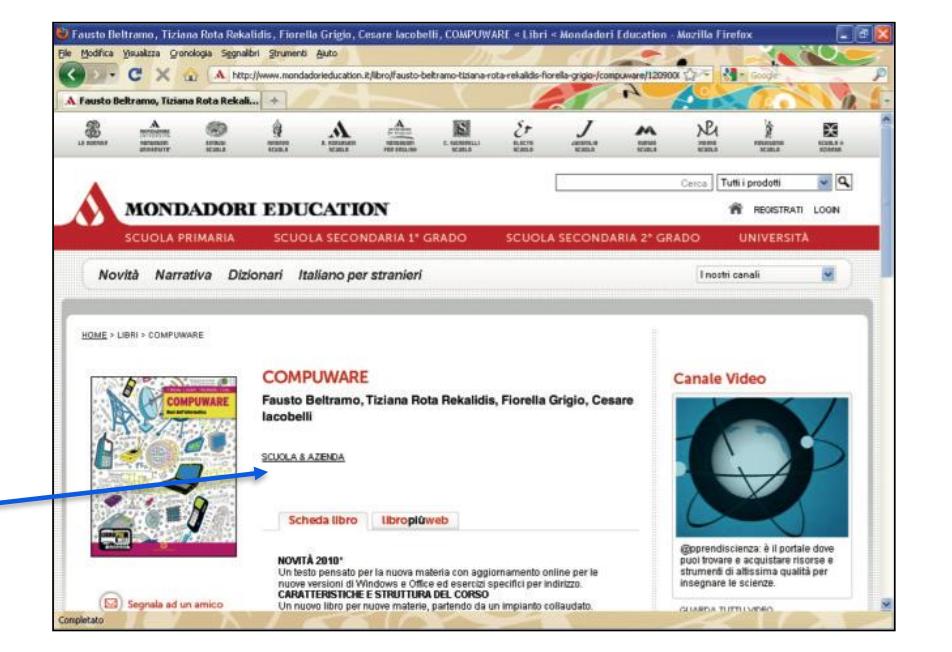 Fausto Beltramo, Tiziana Rota Rekalidis, Fiorella Grigio, Cesare Iacobelli, COMPUWARE < Libri < Mondadori Education - Mozilla Firefox
File Modifica Visualizza Cronologia Segnalibri Strumenti Aiuto
http://www.mondadorieducation.it/libro/fausto-beltramo-tiziana-rota-rekalidis-fiorella-grigio-/compuware/120900
Google
Fausto Beltramo, Tiziana Rota Rekali...
Cerca Tutti i prodotti
MONDADORI EDUCATION
REGISTRATI LOGIN
SCUOLA PRIMARIA SCUOLA SECONDARIA 1° GRADO SCUOLA SECONDARIA 2° GRADO UNIVERSITÀ
Novità Narrativa Dizionari Italiano per stranieri I nostri canali
HOME > LIBRI > COMPUWARE
COMPUWARE
Fausto Beltramo, Tiziana Rota Rekalidis, Fiorella Grigio, Cesare
Iacobelli
Canale Video
COMPUWARE
SCUOLA & AZIENDA
Scheda libro libropiùweb
NOVITÀ 2010*
Un testo pensato per la nuova materia con aggiornamento online per le
nuove versioni di Windows e Office ed esercizi specifici per indirizzo.
CARATTERISTICHE E STRUTTURA DEL CORSO
Un nuovo libro per nuove materie, partendo da un impianto collaudato.
@pprendiscienza: è il portale dove
puoi trovare e acquistare risorse e
strumenti di altissima qualità per
insegnare le scienze.
GUARDA TUTTI I VIDEO
Segnala ad un amico
Completato